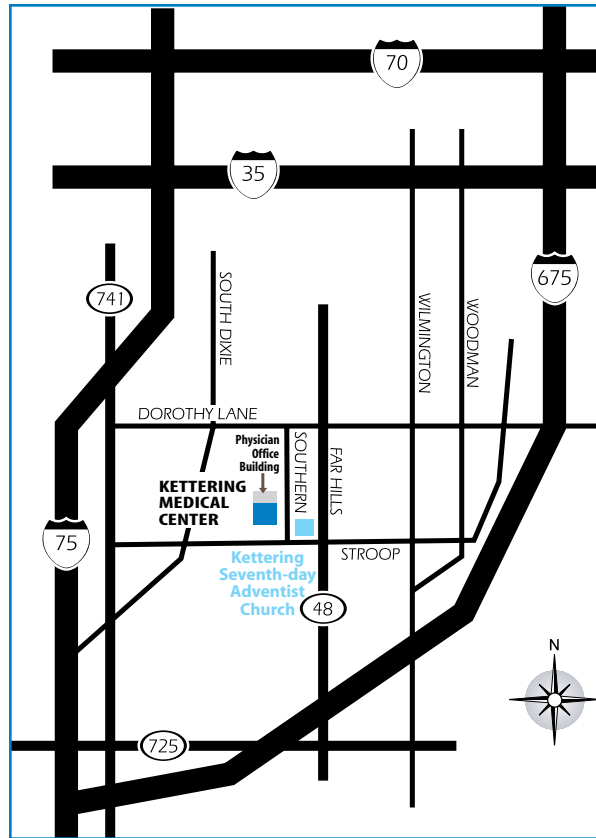 70
35
675
741
SOUTH DIXIE
WILMINGTON
WOODMAN
DOROTHY LANE
Physician
Office
Building
SOUTHERN
FAR HILLS
KETTERING
MEDICAL
CENTER
75
STROOP
Kettering
Seventh-day
Adventist
Church
48
N
725